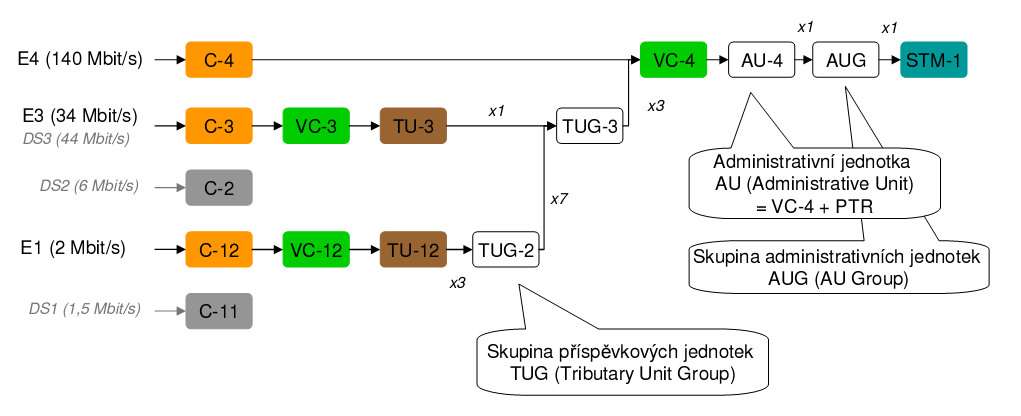 x1
x1
E4 (140 Mbit/s)
C-4
VC-4
AU-4
AUG
STM-1
x3
E3 (34 Mbit/s)
DS3 (44 Mbit/s)
C-3
VC-3
TU-3
x1
TUG-3
DS2 (6 Mbit/s)
C-2
x7
E1 (2 Mbit/s)
C-12
VC-12
TU-12
x3
TUG-2
DS1 (1,5 Mbit/s)
C-11
Administrativní jednotka
AU (Administrative Unit)
= VC-4 + PTR
Skupina administrativních jednotek
AUG (AU Group)
Skupina příspěvkových jednotek
TUG (Tributary Unit Group)